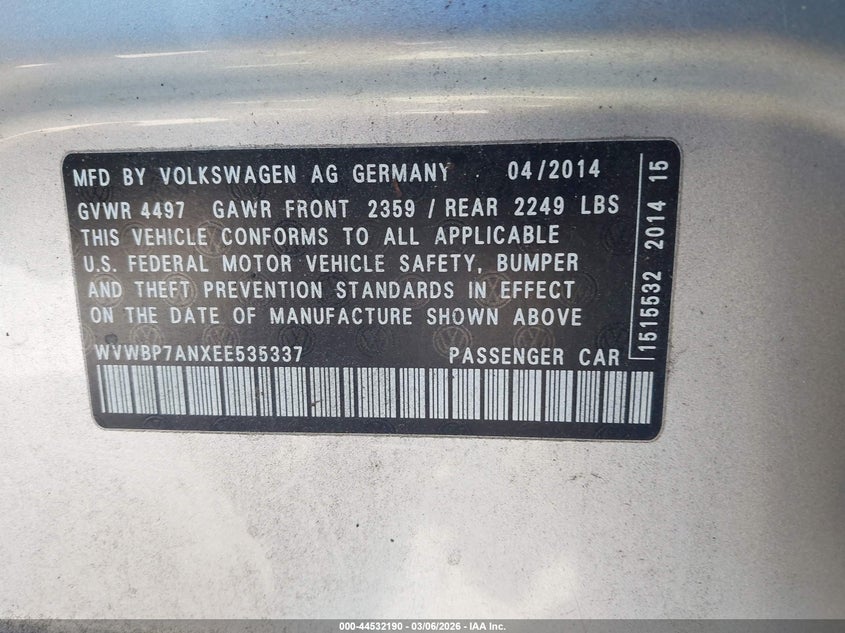 MFD BY VOLKSWAGEN AG GERMANY 04/2014
GVWR 4497 GAWR FRONT 2359 / REAR 2249 LBS
THIS VEHICLE CONFORMS TO ALL APPLICABLE
U.S. FEDERAL MOTOR VEHICLE SAFETY, BUMPER
AND THEFT PREVENTION STANDARDS IN EFFECT
ON THE DATE OF MANUFACTURE SHOWN ABOVE
WVWBP7ANXEE535337 PASSENGER CAR
1515532 2014 15
000-44532190 - 03/06/2026 - IAA Inc.